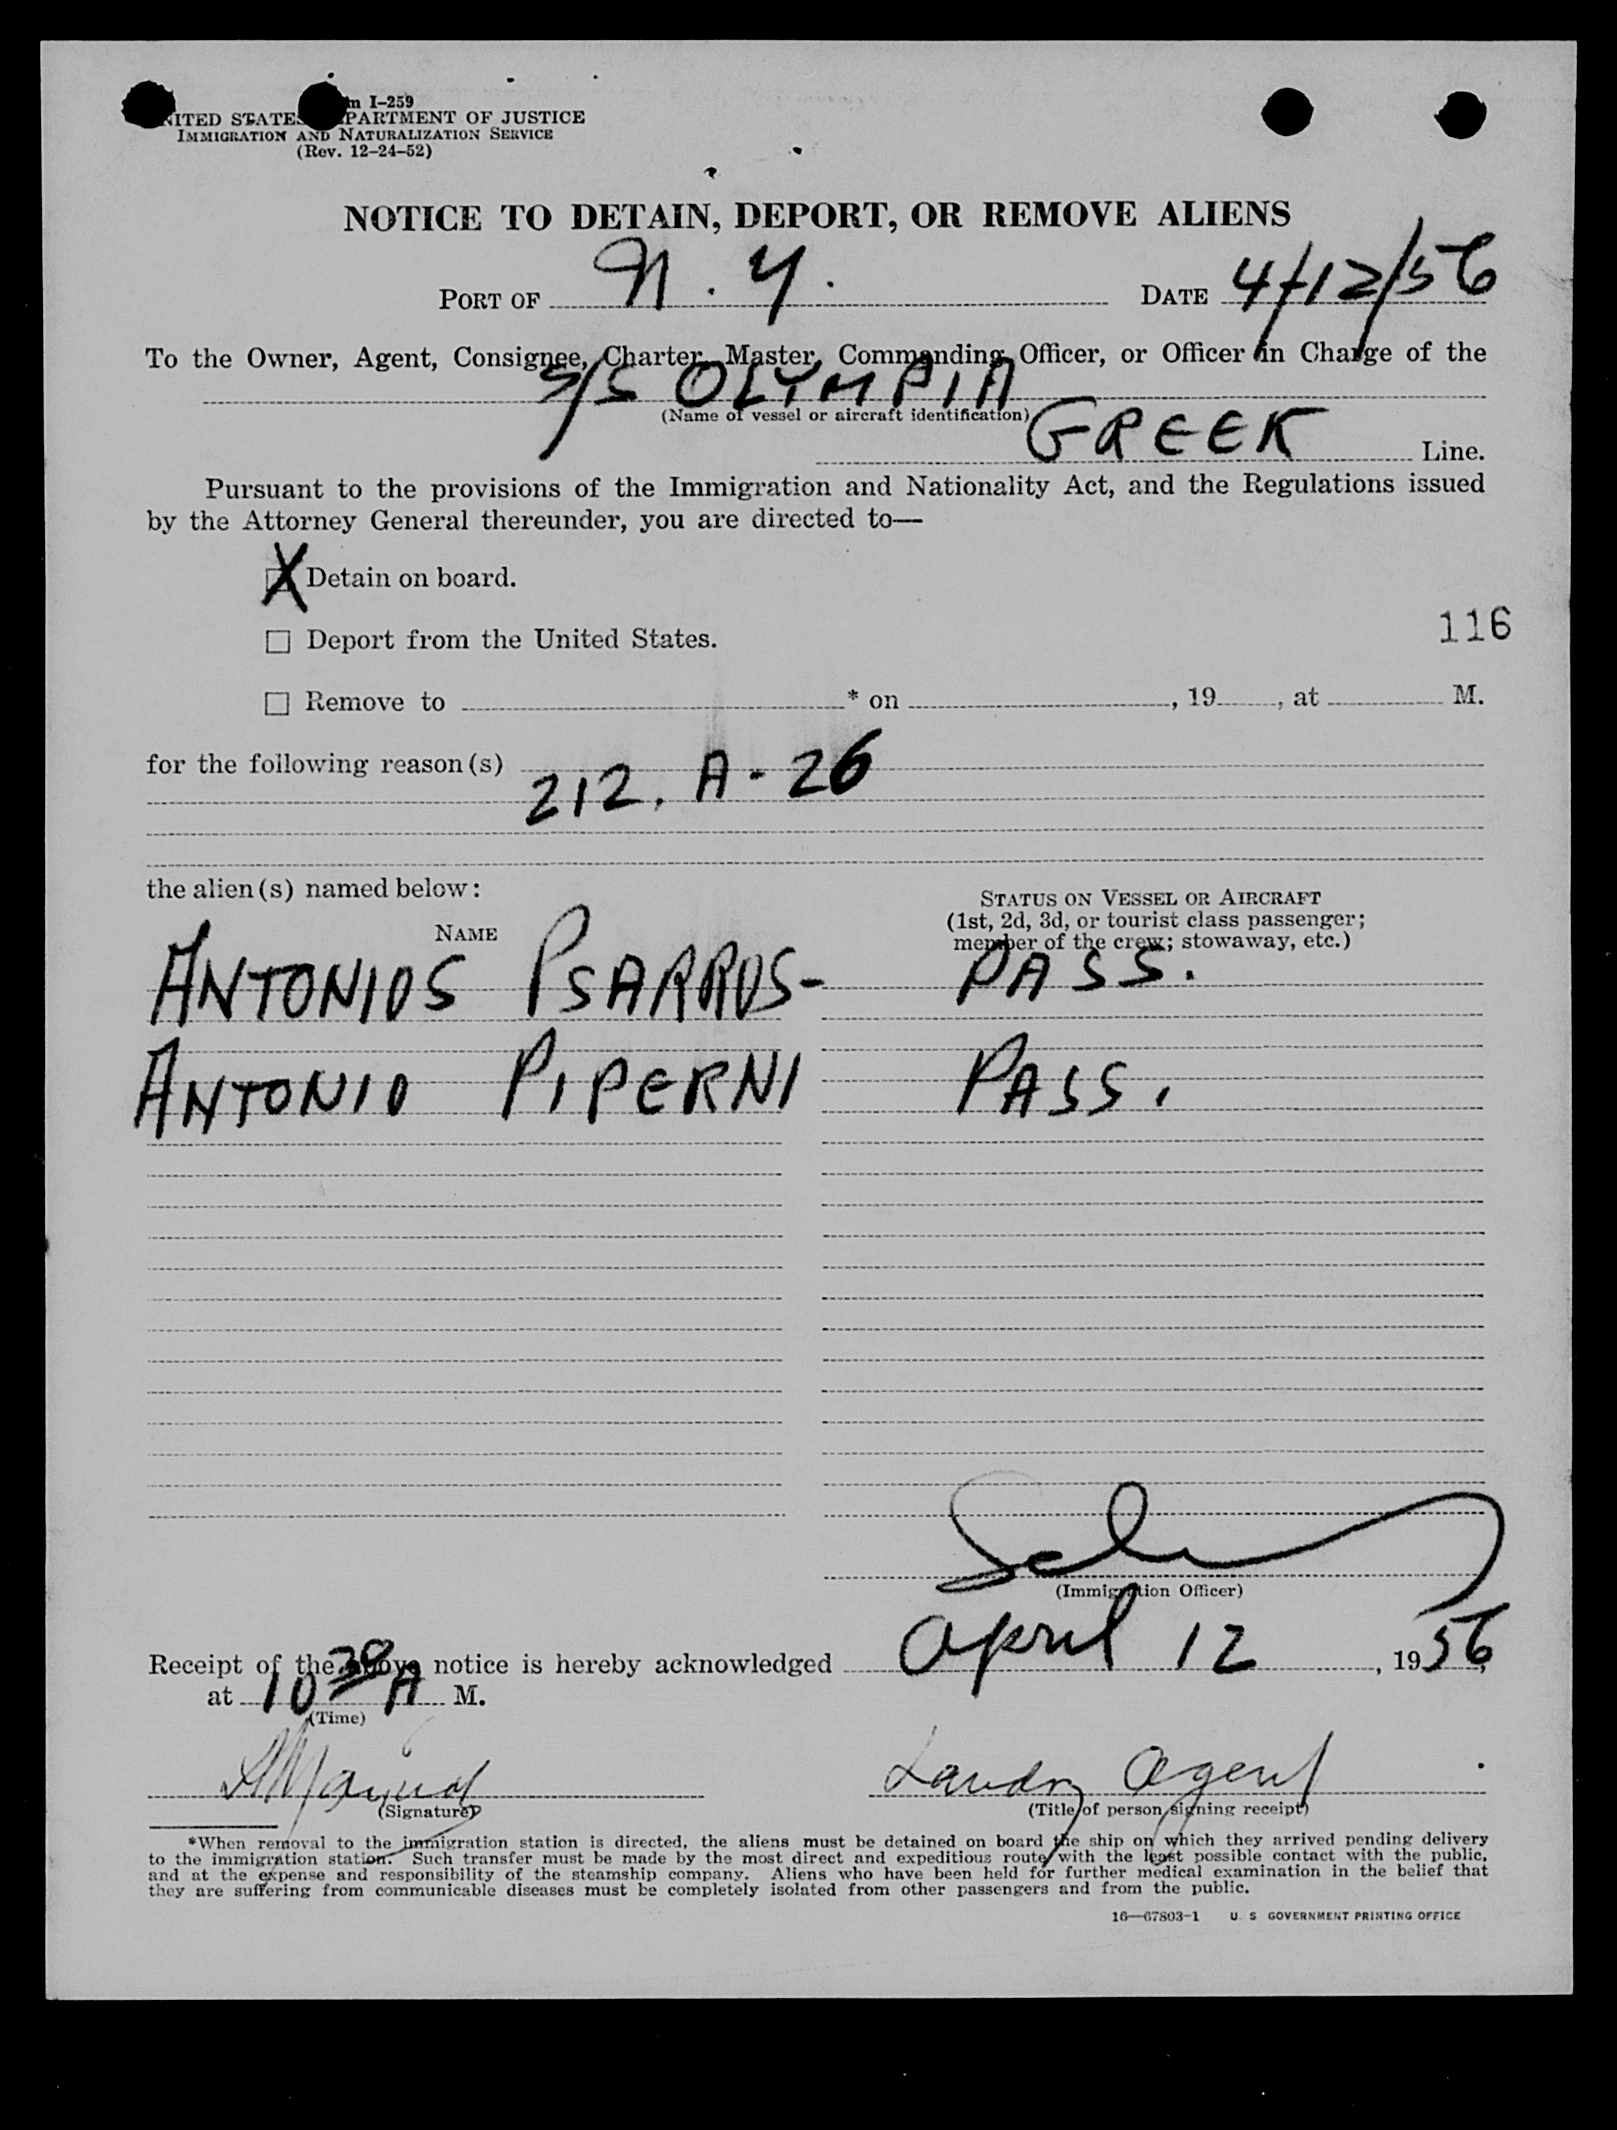 m I-259
NITED STATES PARTMENT OF JUSTICE
IMMIGRATION AND NATURALIZATION SERVICE
(Rev. 12-24-52)
NOTICE TO DETAIN, DEPORT, OR REMOVE ALIENS
PORT OF N. Y. DATE 4/12/56
To the Owner, Agent, Consignee, Charter, Master, Commanding Officer, or Officer in Charge of the
S/S OLYMPIA
(Name of vessel or aircraft identification)
GREEK Line.
Pursuant to the provisions of the Immigration and Nationality Act, and the Regulations issued
by the Attorney General thereunder, you are directed to—
X Detain on board.
☐ Deport from the United States.
116
☐ Remove to * on , 19 , at M.
for the following reason(s)
212. A-26
the alien(s) named below:
NAME
STATUS ON VESSEL OR AIRCRAFT
(1st, 2d, 3d, or tourist class passenger;
member of the crew; stowaway, etc.)
ANTONIOS PSARROS- PASS.
ANTONIO PIPERNI PASS.
(Immigration Officer)
Receipt of the above notice is hereby acknowledged April 12, 1956,
at 10 30 A M.
(Time)
Agent
(Signature) (Title of person signing receipt)
*When removal to the immigration station is directed, the aliens must be detained on board the ship on which they arrived pending delivery
to the immigration station. Such transfer must be made by the most direct and expeditious route with the least possible contact with the public,
and at the expense and responsibility of the steamship company. Aliens who have been held for further medical examination in the belief that
they are suffering from communicable diseases must be completely isolated from other passengers and from the public.
16—67803-1 U. S. GOVERNMENT PRINTING OFFICE